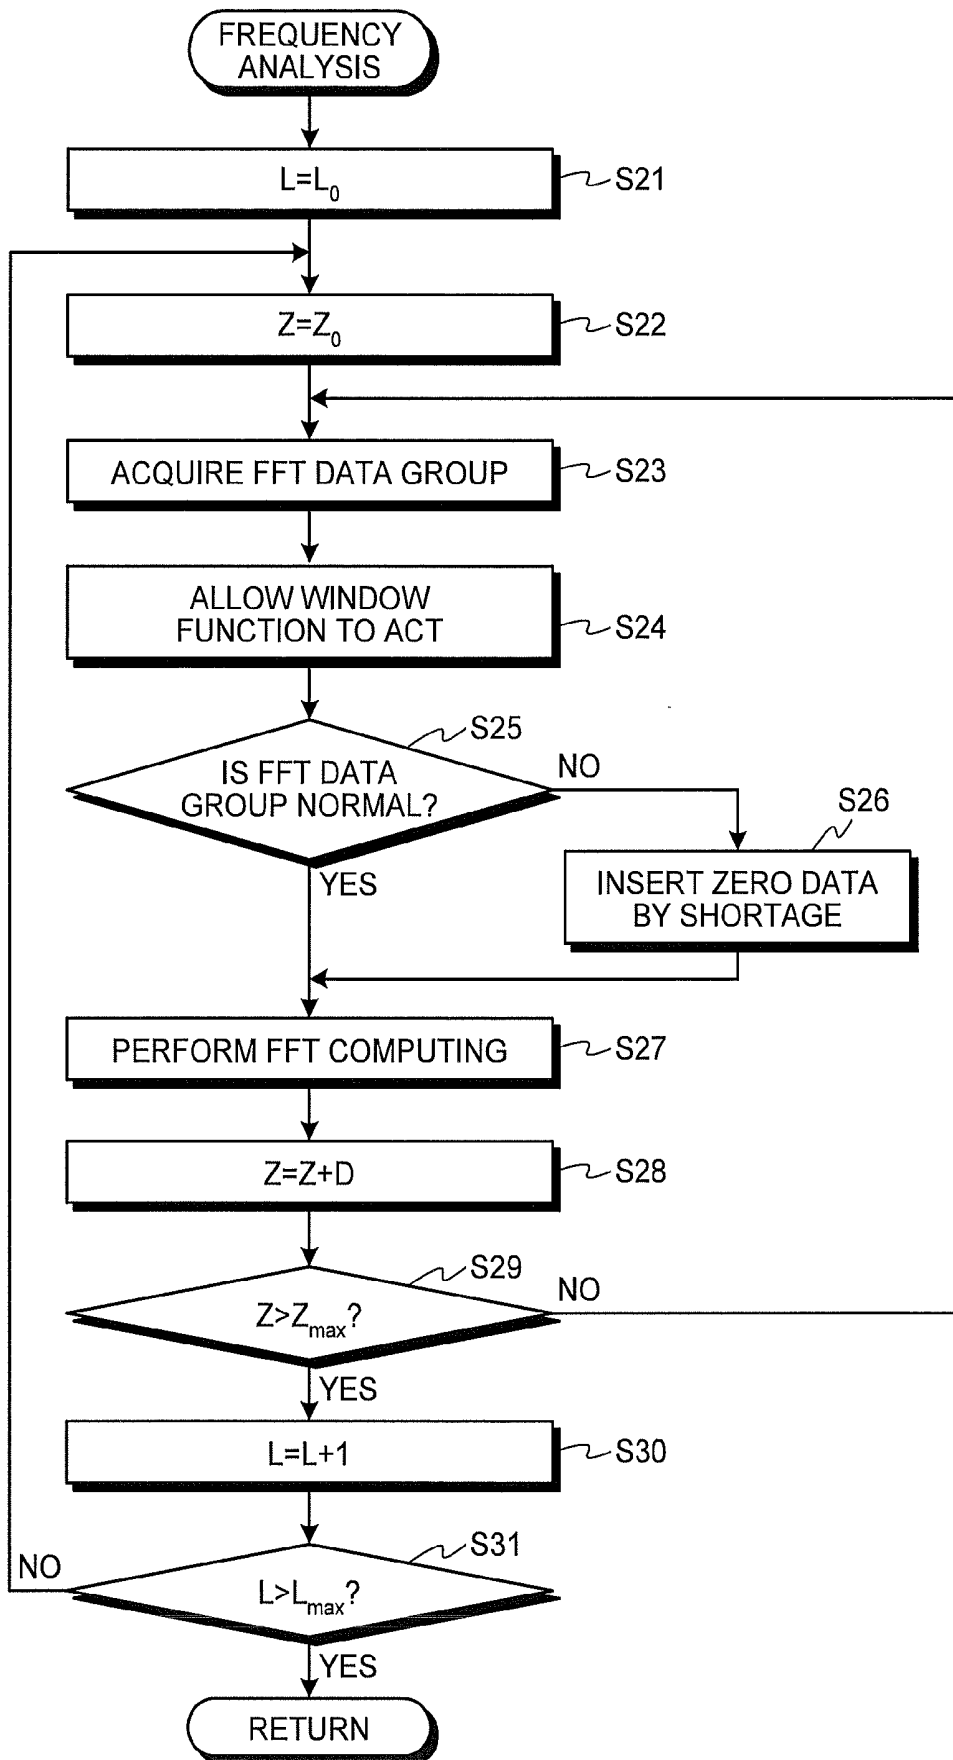 FREQUENCY
ANALYSIS
L=L₀
S21
Z=Z₀
S22
ACQUIRE FFT DATA GROUP
S23
ALLOW WINDOW
FUNCTION TO ACT
S24
S25
IS FFT DATA
GROUP NORMAL?
NO
YES
S26
INSERT ZERO DATA
BY SHORTAGE
PERFORM FFT COMPUTING
S27
Z=Z+D
S28
S29
Z>Zmax?
NO
YES
L=L+1
S30
S31
NO
L>Lmax?
YES
RETURN